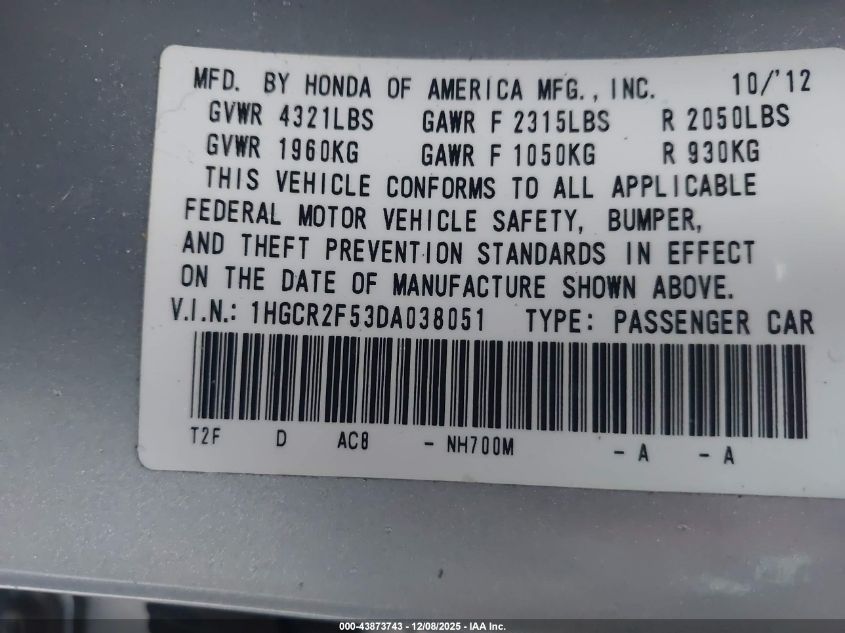 MFD. BY HONDA OF AMERICA MFG., INC. 10/'12
GVWR 4321LBS GAWR F 2315LBS R 2050LBS
GVWR 1960KG GAWR F 1050KG R 930KG
THIS VEHICLE CONFORMS TO ALL APPLICABLE
FEDERAL MOTOR VEHICLE SAFETY, BUMPER,
AND THEFT PREVENTION STANDARDS IN EFFECT
ON THE DATE OF MANUFACTURE SHOWN ABOVE.
V.I.N.: 1HGCR2F53DA038051 TYPE: PASSENGER CAR
T2F D AC8 - NH700M - A - A
000-43873743 - 12/08/2025 - IAA Inc.